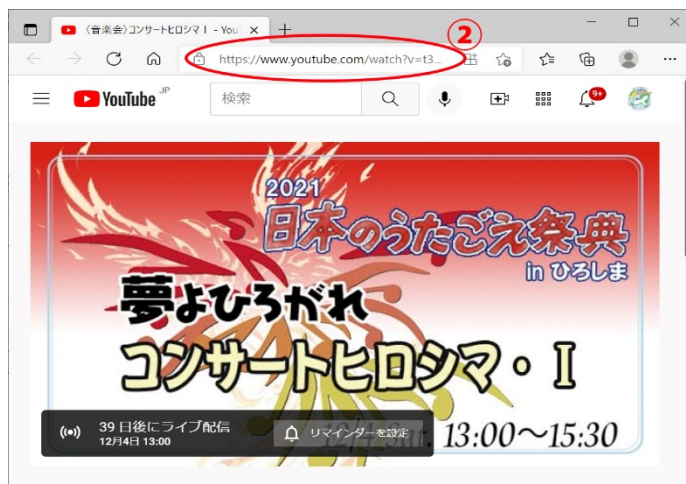 〈音楽会〉コンサートヒロシマⅠ - You
②
https://www.youtube.com/watch?v=t3...
YouTube JP
検索
9+
2021
日本のうたごえ祭典
in ひろしま
夢よひろがれ
コンサートヒロシマ・Ⅰ
39 日後にライブ配信
12月4日 13:00
リマインダーを設定
13:00～15:30